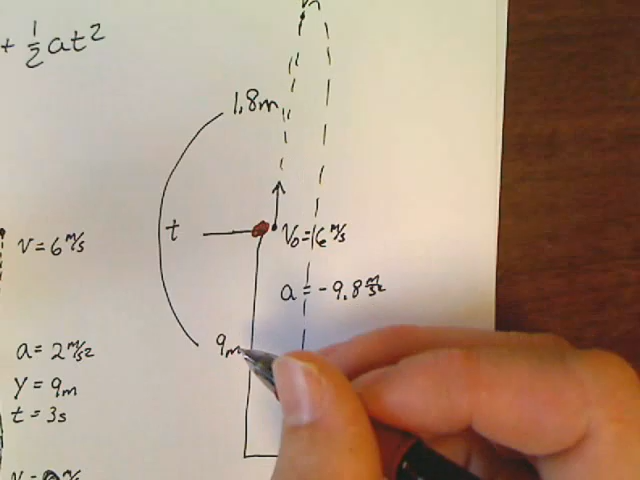 + 1/2at²
1.8m
t
V₀=16 m/s
v=6 m/s
a=-9.8 m/s²
9m
a=2 m/s²
y=9m
t=3s